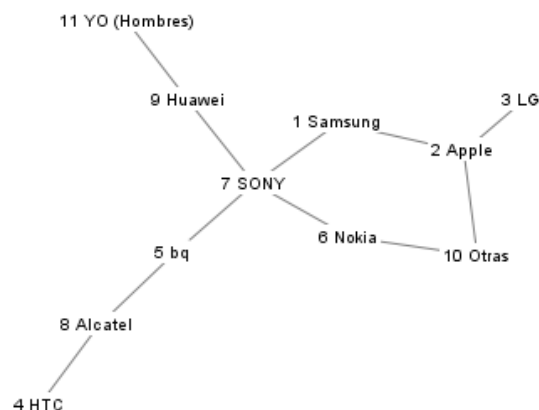 11 YO (Hombres)
9 Huawei
3 LG
1 Samsung
2 Apple
7 SONY
6 Nokia
5 bq
10 Otras
8 Alcatel
4 HTC